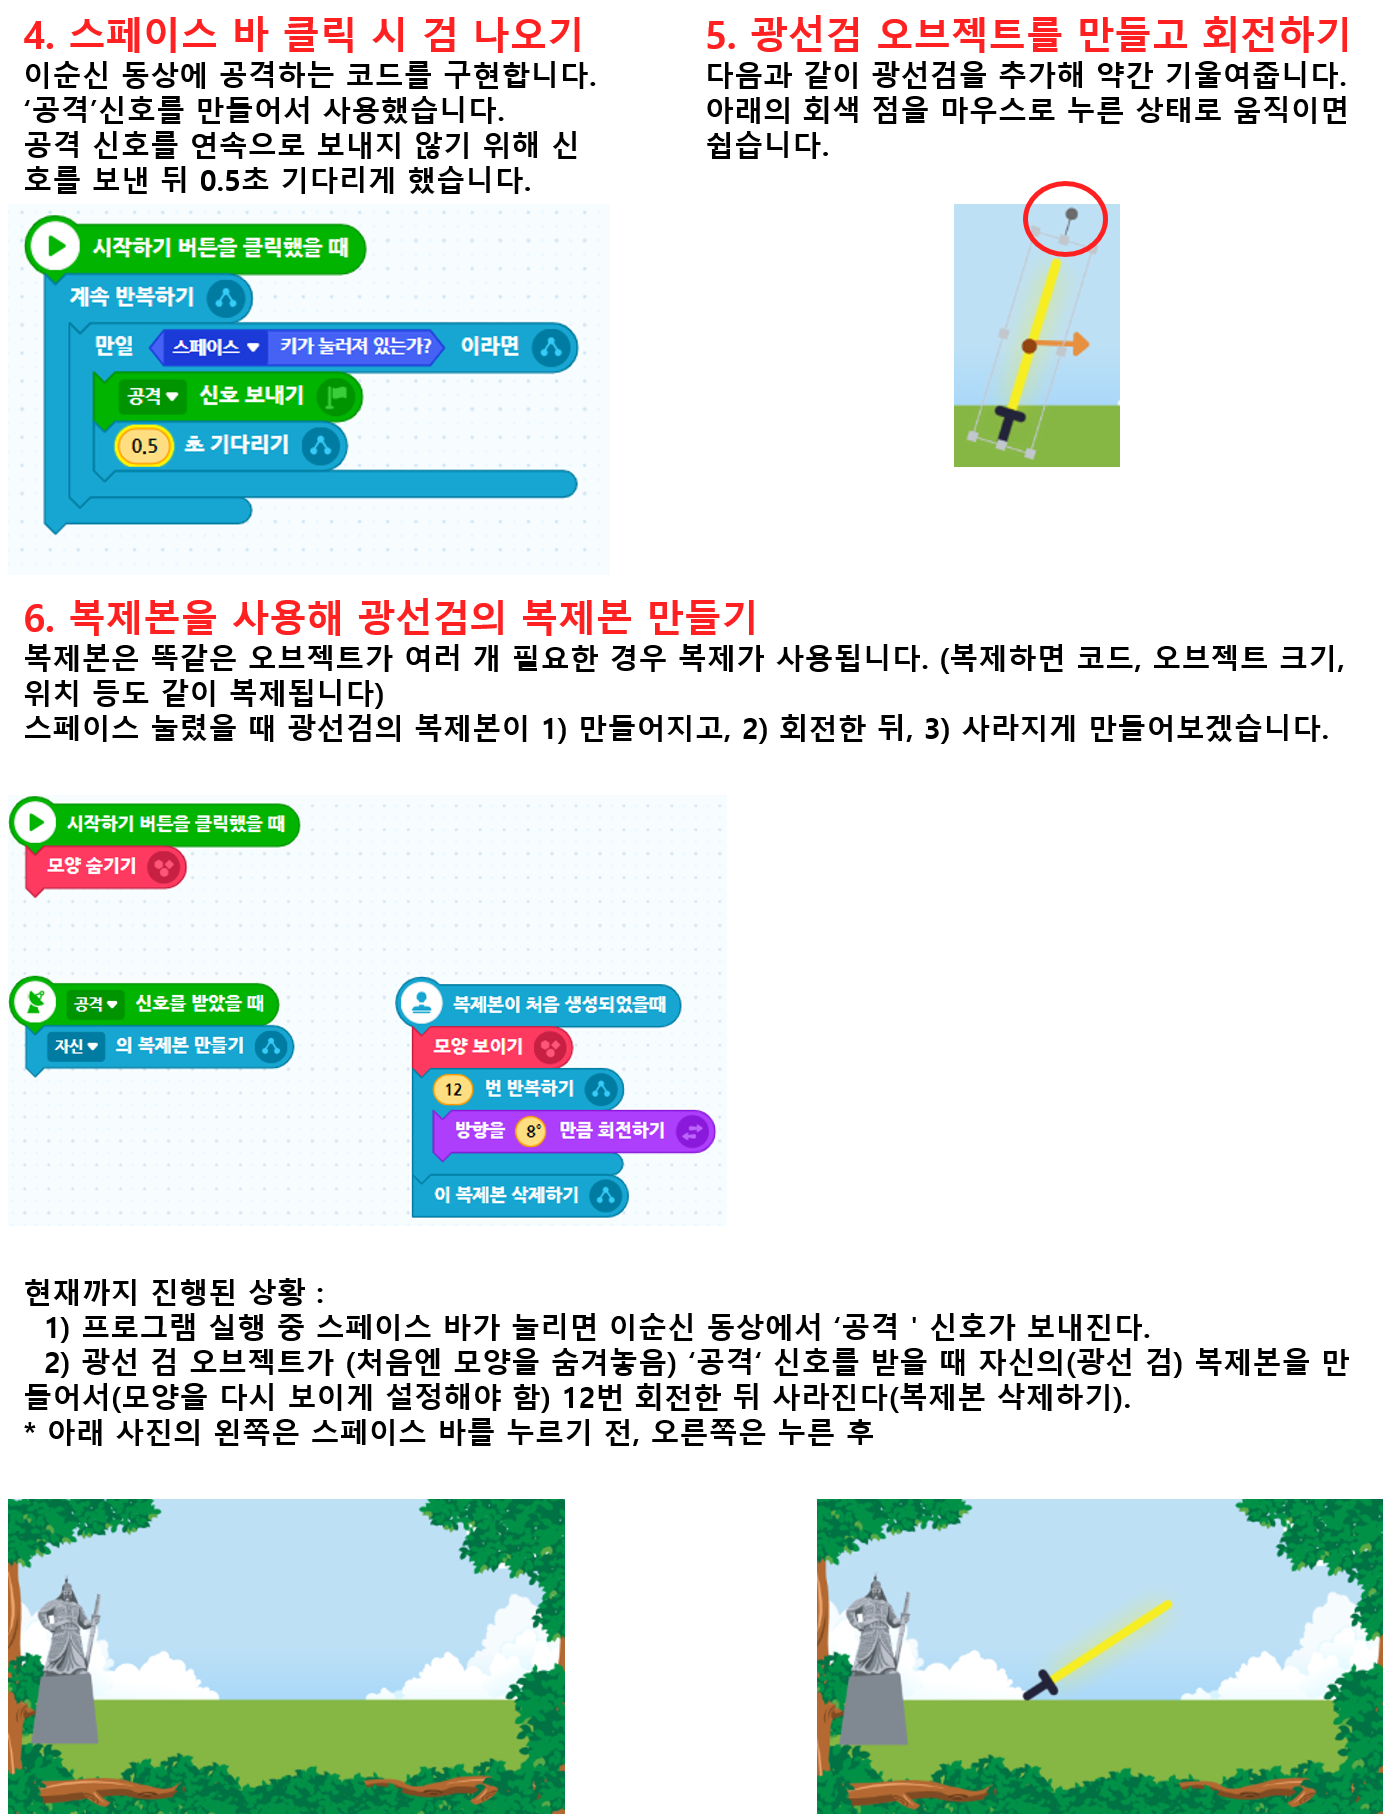 4. 스페이스 바 클릭 시 검 나오기
이순신 동상에 공격하는 코드를 구현합니다.
‘공격’신호를 만들어서 사용했습니다.
공격 신호를 연속으로 보내지 않기 위해 신
호를 보낸 뒤 0.5초 기다리게 했습니다.
시작하기 버튼을 클릭했을 때
계속 반복하기
만일 스페이스 키가 눌러져 있는가? 이라면
공격 신호 보내기
0.5 초 기다리기
5. 광선검 오브젝트를 만들고 회전하기
다음과 같이 광선검을 추가해 약간 기울여줍니다.
아래의 회색 점을 마우스로 누른 상태로 움직이면
쉽습니다.
6. 복제본을 사용해 광선검의 복제본 만들기
복제본은 똑같은 오브젝트가 여러 개 필요한 경우 복제가 사용됩니다. (복제하면 코드, 오브젝트 크기,
위치 등도 같이 복제됩니다)
스페이스 눌렸을 때 광선검의 복제본이 1) 만들어지고, 2) 회전한 뒤, 3) 사라지게 만들어보겠습니다.
시작하기 버튼을 클릭했을 때
모양 숨기기
공격 신호를 받았을 때
자신 의 복제본 만들기
복제본이 처음 생성되었을때
모양 보이기
12 번 반복하기
방향을 8° 만큼 회전하기
이 복제본 삭제하기
현재까지 진행된 상황 :
1) 프로그램 실행 중 스페이스 바가 눌리면 이순신 동상에서 ‘공격 ' 신호가 보내진다.
2) 광선 검 오브젝트가 (처음엔 모양을 숨겨놓음) ‘공격‘ 신호를 받을 때 자신의(광선 검) 복제본을 만
들어서(모양을 다시 보이게 설정해야 함) 12번 회전한 뒤 사라진다(복제본 삭제하기).
* 아래 사진의 왼쪽은 스페이스 바를 누르기 전, 오른쪽은 누른 후